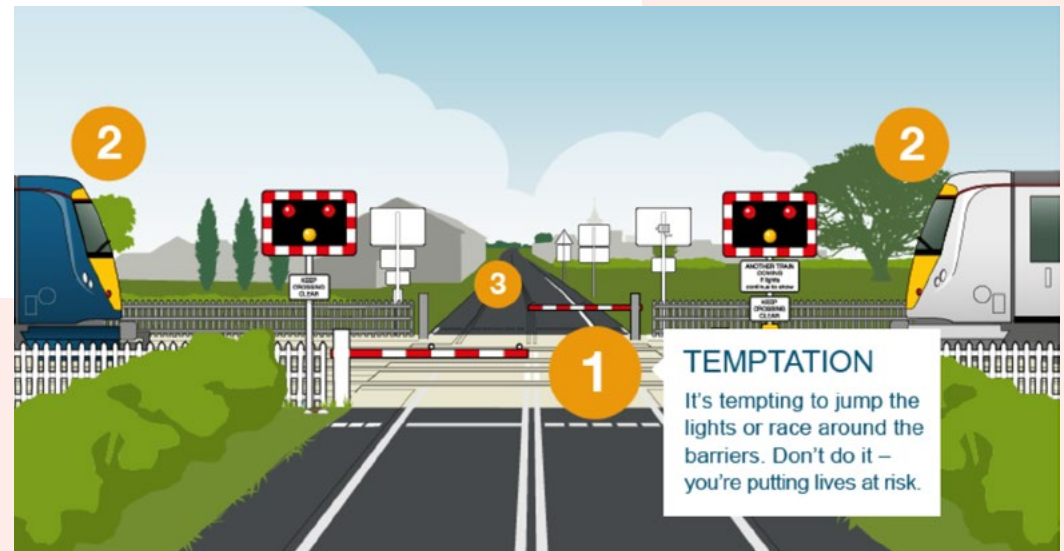 2
2
KEEP
CROSSING
CLEAR
ANOTHER TRAIN
COMING
if lights
continue to show
KEEP
CROSSING
CLEAR
3
1
TEMPTATION
It's tempting to jump the
lights or race around the
barriers. Don't do it –
you're putting lives at risk.